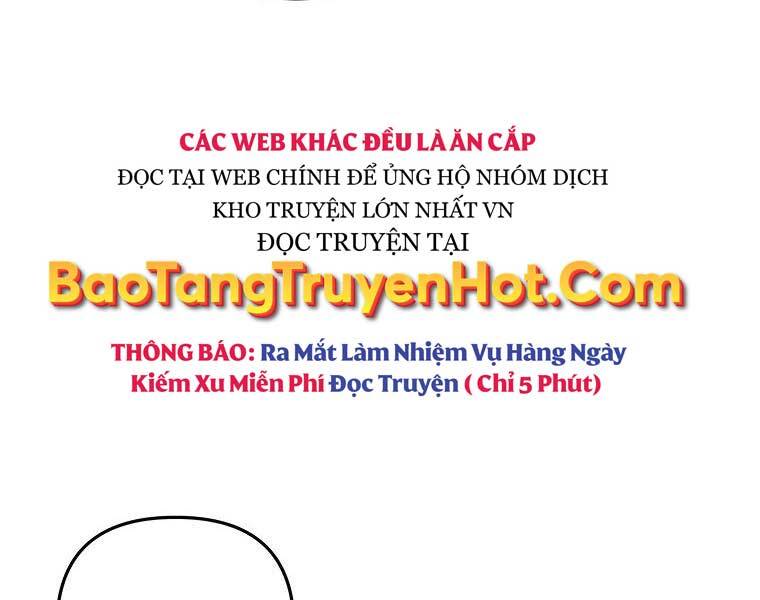 CÁC WEB KHÁC ĐỀU LÀ ĂN CẮP
ĐỌC TẠI WEB CHÍNH ĐỂ ỦNG HỘ NHÓM DỊCH
KHO TRUYỆN LỚN NHẤT VN
ĐỌC TRUYỆN TẠI
BaoTangTruyenHot.Com
THÔNG BÁO: Ra Mắt Làm Nhiệm Vụ Hàng Ngày
Kiếm Xu Miễn Phí Đọc Truyện ( Chỉ 5 Phút)